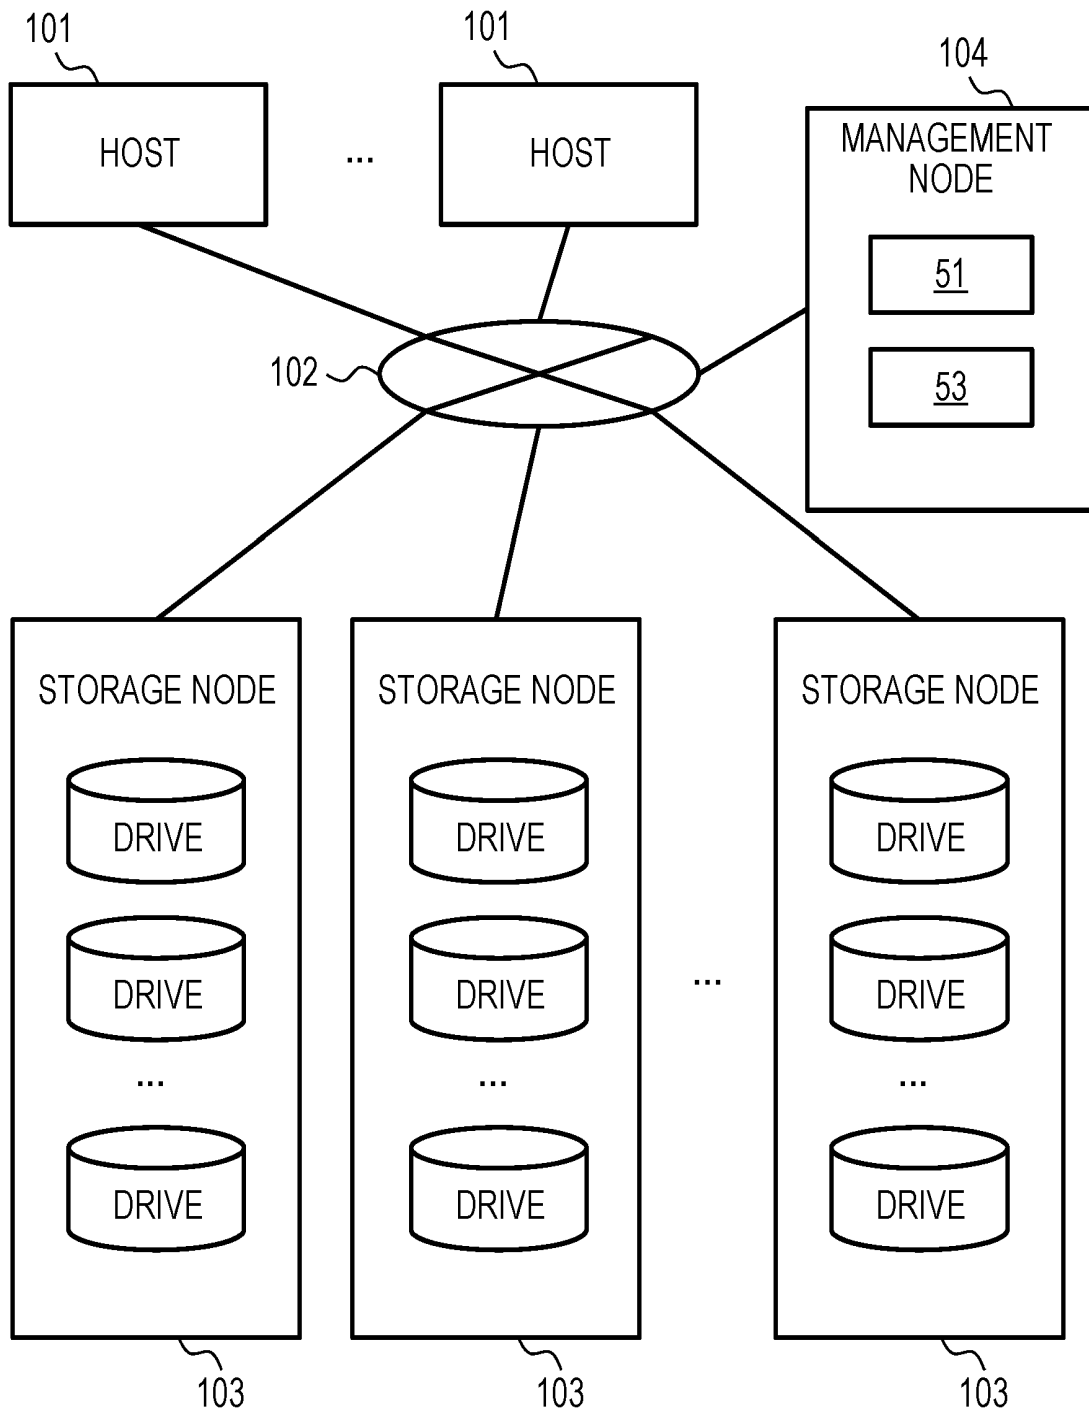 101
101
104
HOST
...
HOST
MANAGEMENT
NODE
51
53
102
STORAGE NODE
STORAGE NODE
STORAGE NODE
DRIVE
DRIVE
DRIVE
DRIVE
DRIVE
DRIVE
...
...
...
...
DRIVE
DRIVE
DRIVE
103
103
103